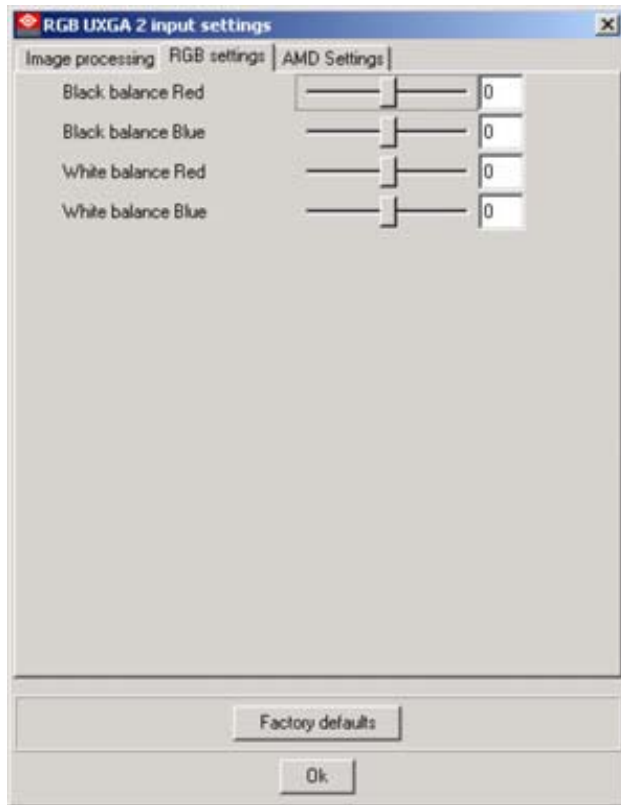 RGB UXGA 2 input settings
Image processing RGB settings AMD Settings
Black balance Red 0
Black balance Blue 0
White balance Red 0
White balance Blue 0
Factory defaults
Ok